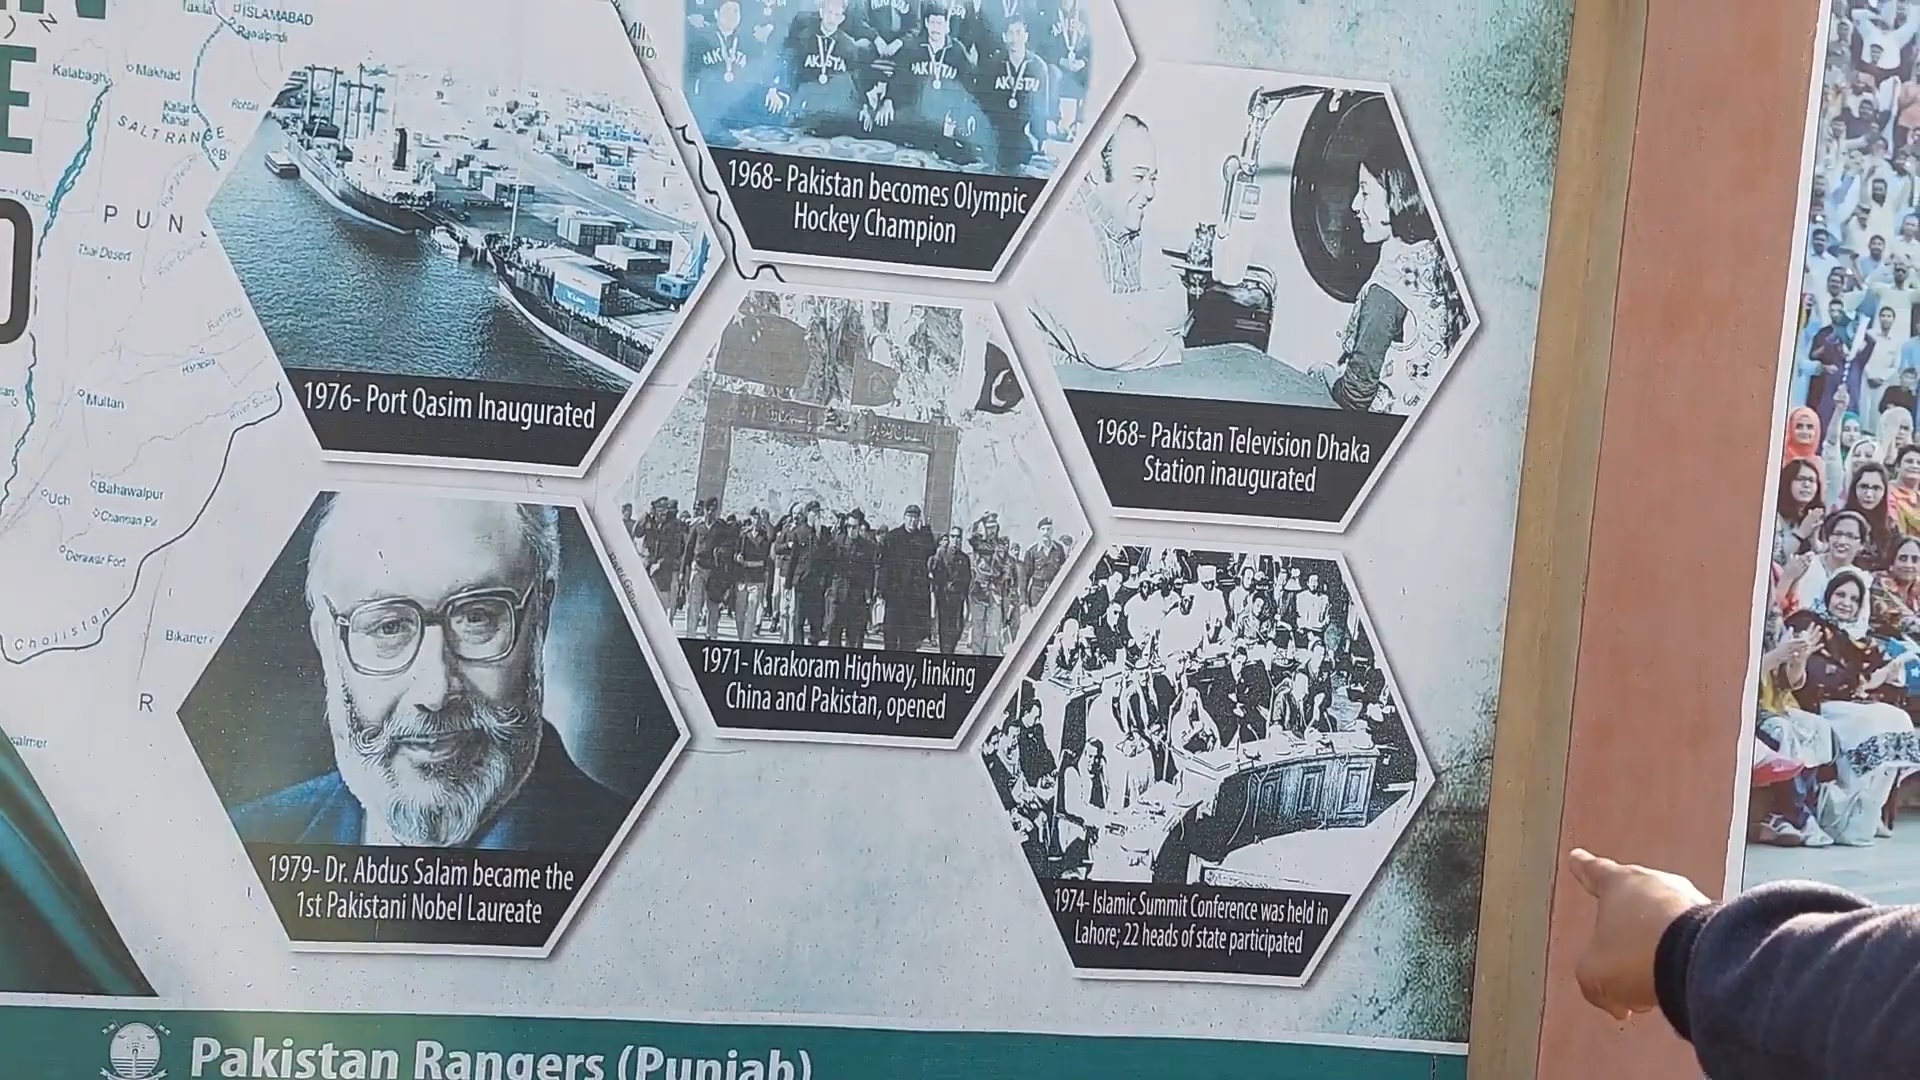 ISLAMABAD
Rawalpindi
Kalabagh
Makhad
SALT RANGE
PUN
Thal Desert
Multan
Uch
Bahawalpur
Derawar Fort
Cholistan
Bikaner
R
1968- Pakistan becomes Olympic
Hockey Champion
1976- Port Qasim Inaugurated
1968- Pakistan Television Dhaka
Station inaugurated
1971- Karakoram Highway, linking
China and Pakistan, opened
1979- Dr. Abdus Salam became the
1st Pakistani Nobel Laureate
1974- Islamic Summit Conference was held in
Lahore; 22 heads of state participated
Pakistan Rangers (Punjab)